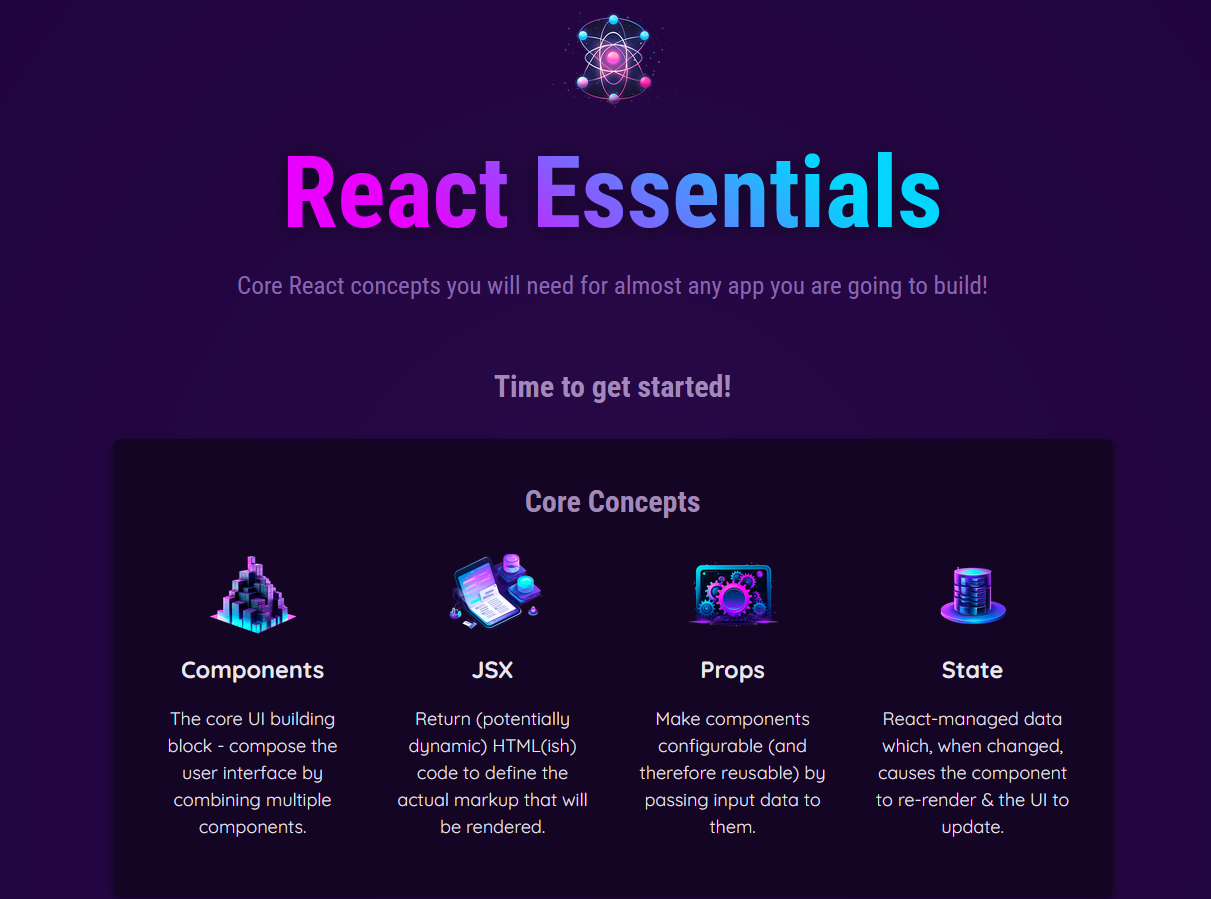 React Essentials
Core React concepts you will need for almost any app you are going to build!
Time to get started!
Core Concepts
Components
The core UI building
block - compose the
user interface by
combining multiple
components.
JSX
Return (potentially
dynamic) HTML(ish)
code to define the
actual markup that will
be rendered.
Props
Make components
configurable (and
therefore reusable) by
passing input data to
them.
State
React-managed data
which, when changed,
causes the component
to re-render & the UI to
update.